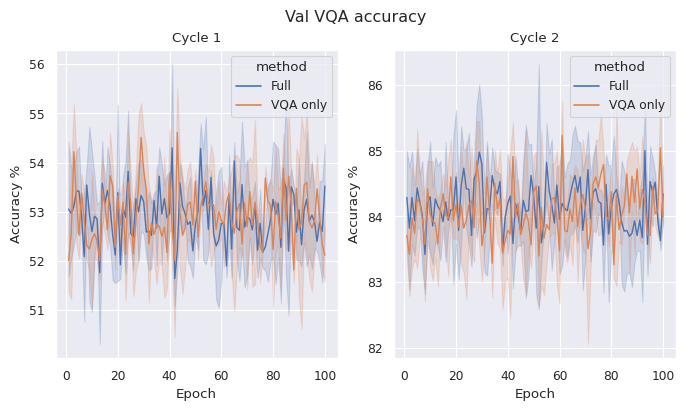 Val VQA accuracy
Cycle 1
Accuracy %
56
55
54
53
52
51
0
20
40
60
80
100
Epoch
method
Full
VQA only
Cycle 2
Accuracy %
86
85
84
83
82
0
20
40
60
80
100
Epoch
method
Full
VQA only